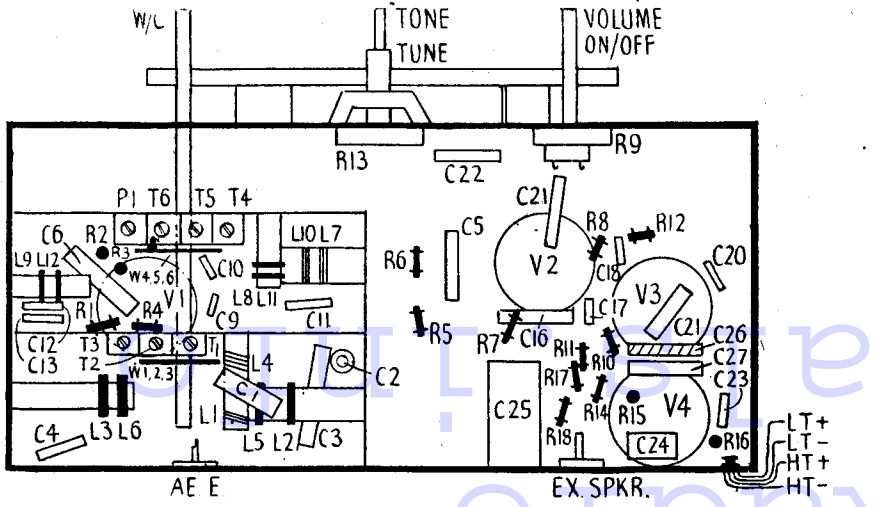 W/C
TONE
TUNE
VOLUME
ON/OFF
R13
C22
R9
P1 T6 T5 T4
C6
R2
R3
L9 L12
W4,5,6
C10
L10 L7
C5
C21
R8
R12
R6
V2
C18
C20
R1
R4
V1
L8 L11
V3
C9
C11
R5
R7
C16
C17
C21
C12
C13
T3
T2
T1
W1,2,3
L4
C2
R11
R10
C26
C27
C23
R17
R14
R15
V4
C1
L1
L3 L6
C4
L5 L2
C3
C25
R18
C24
R16
LT+
LT-
HT+
HT-
AE E
EX. SPKR.